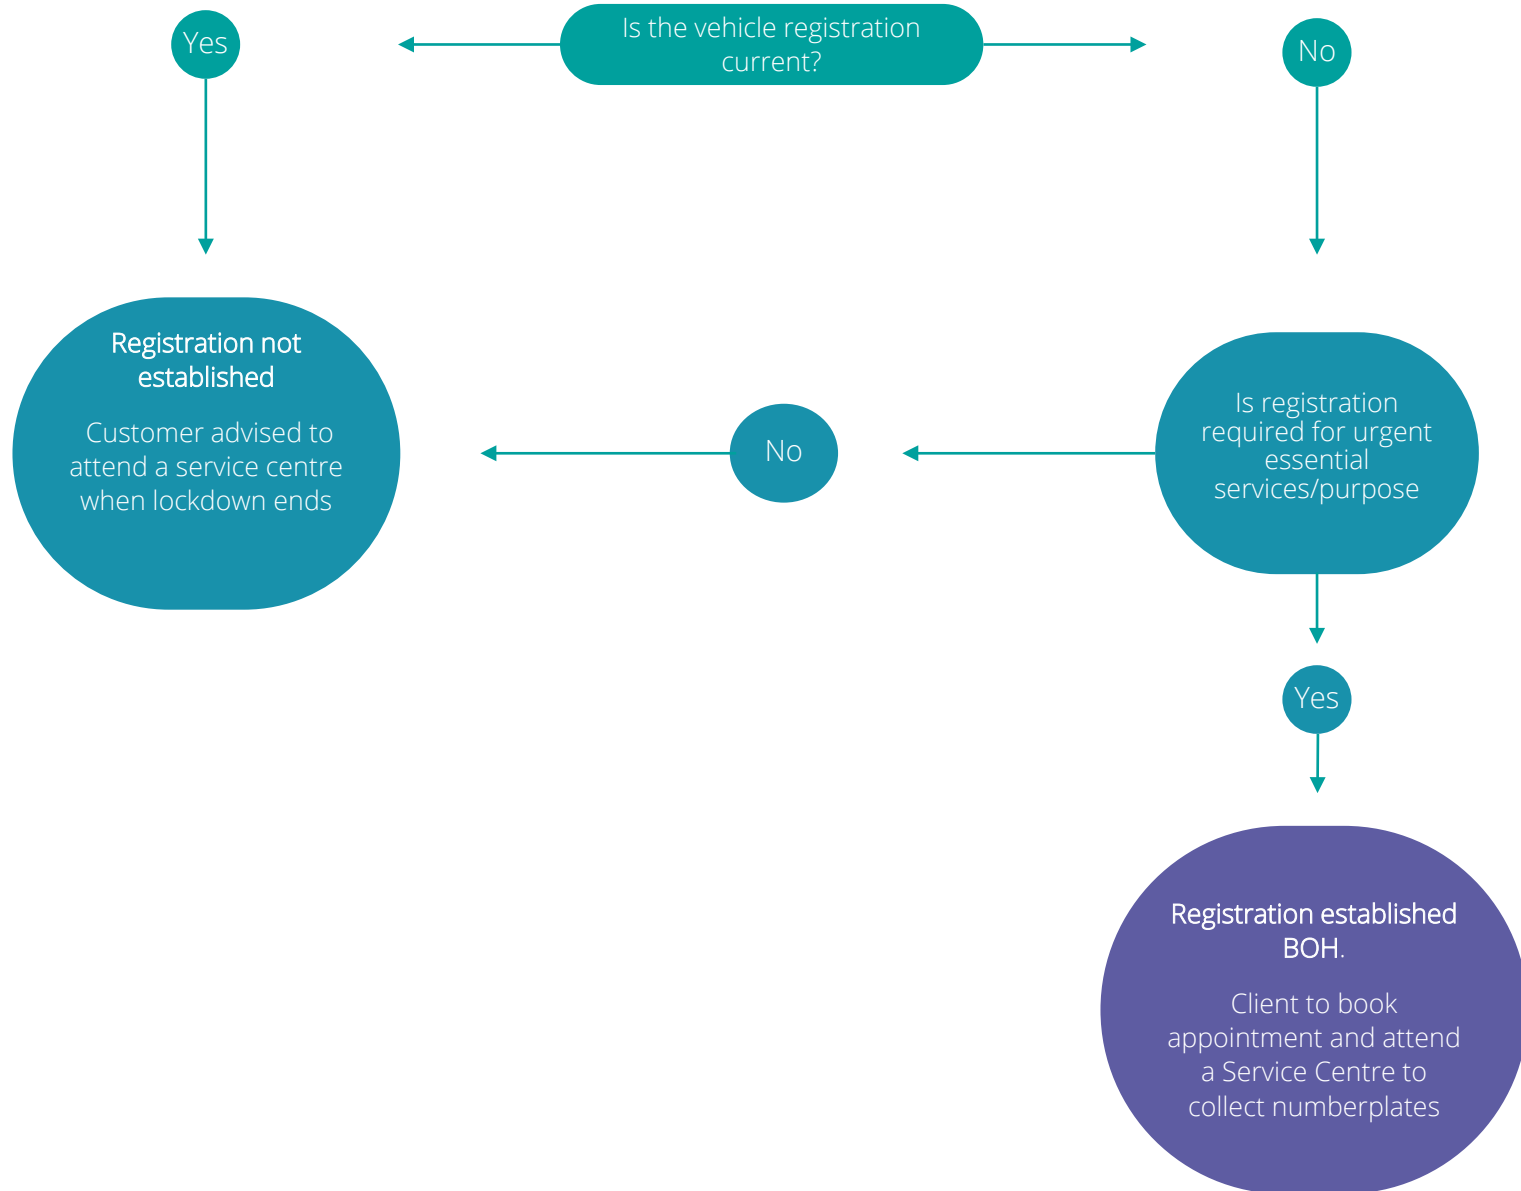 Yes
Is the vehicle registration
current?
No
Registration not
established
Customer advised to
attend a service centre
when lockdown ends
No
Is registration
required for urgent
essential
services/purpose
Yes
Registration established
BOH.
Client to book
appointment and attend
a Service Centre to
collect numberplates